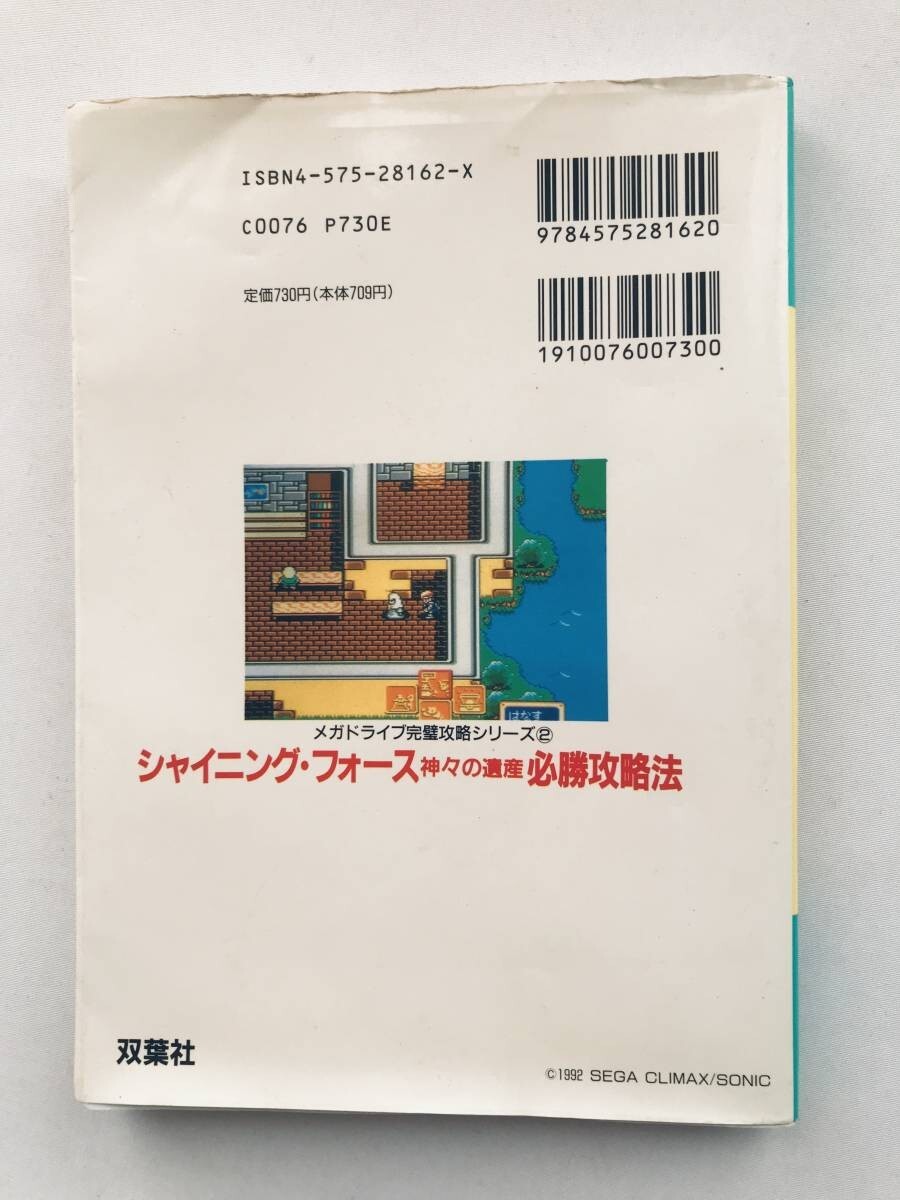 ISBN4-575-28162-X
C0076 P730E
定価730円(本体709円)
9784575281620
1910076007300
はなす
メガドライブ完璧攻略シリーズ②
シャイニング・フォース神々の遺産必勝攻略法
双葉社
©1992 SEGA CLIMAX/SONIC